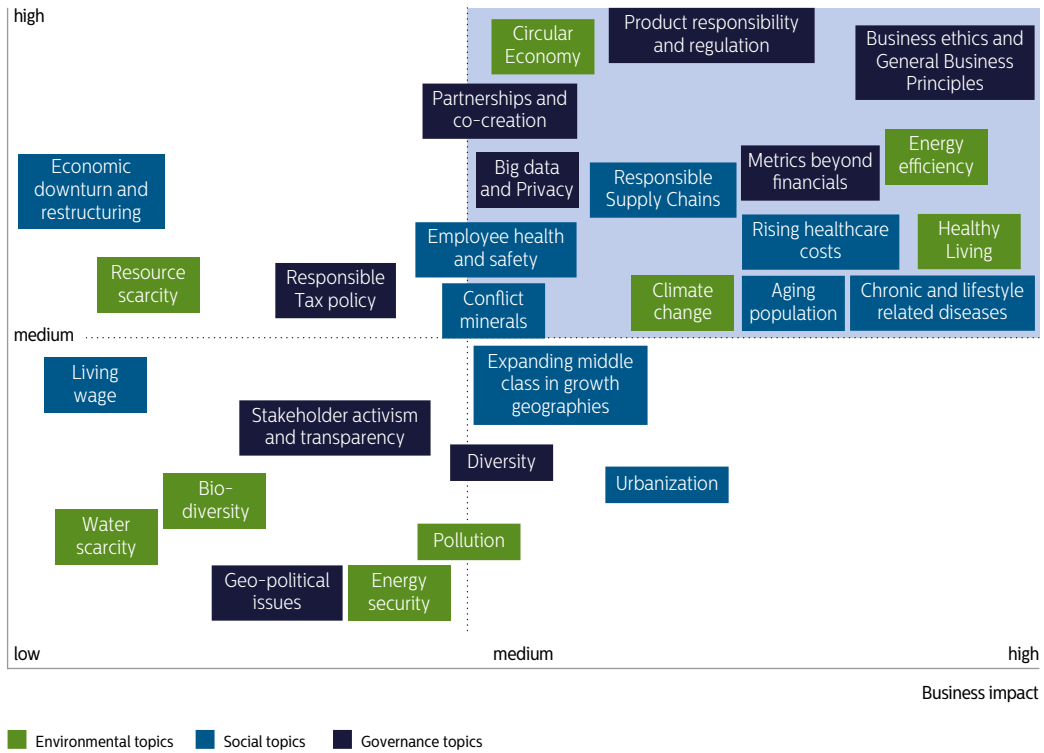 high
Circular
Economy
Product responsibility
and regulation
Business ethics and
General Business
Principles
Partnerships and
co-creation
Economic
downturn and
restructuring
Big data
and Privacy
Responsible
Supply Chains
Metrics beyond
financials
Energy
efficiency
Employee health
and safety
Rising healthcare
costs
Healthy
Living
Resource
scarcity
Responsible
Tax policy
Conflict
minerals
Climate
change
Aging
population
Chronic and lifestyle
related diseases
medium
Living
wage
Expanding middle
class in growth
geographies
Stakeholder activism
and transparency
Diversity
Urbanization
Bio-
diversity
Water
scarcity
Pollution
Geo-political
issues
Energy
security
low
medium
high
Business impact
Environmental topics
Social topics
Governance topics